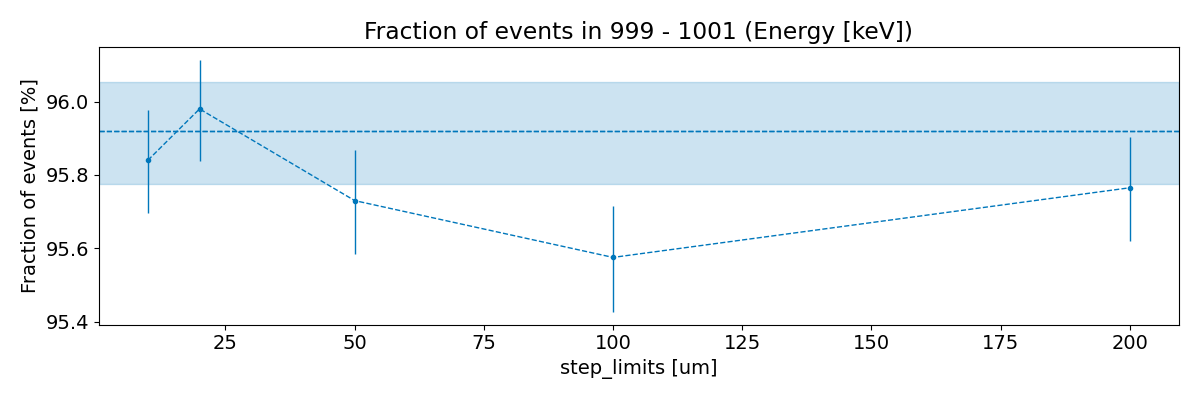 Fraction of events in 999 - 1001 (Energy [keV])
Fraction of events [%]
96.0
95.8
95.6
95.4
25 50 75 100 125 150 175 200
step_limits [um]